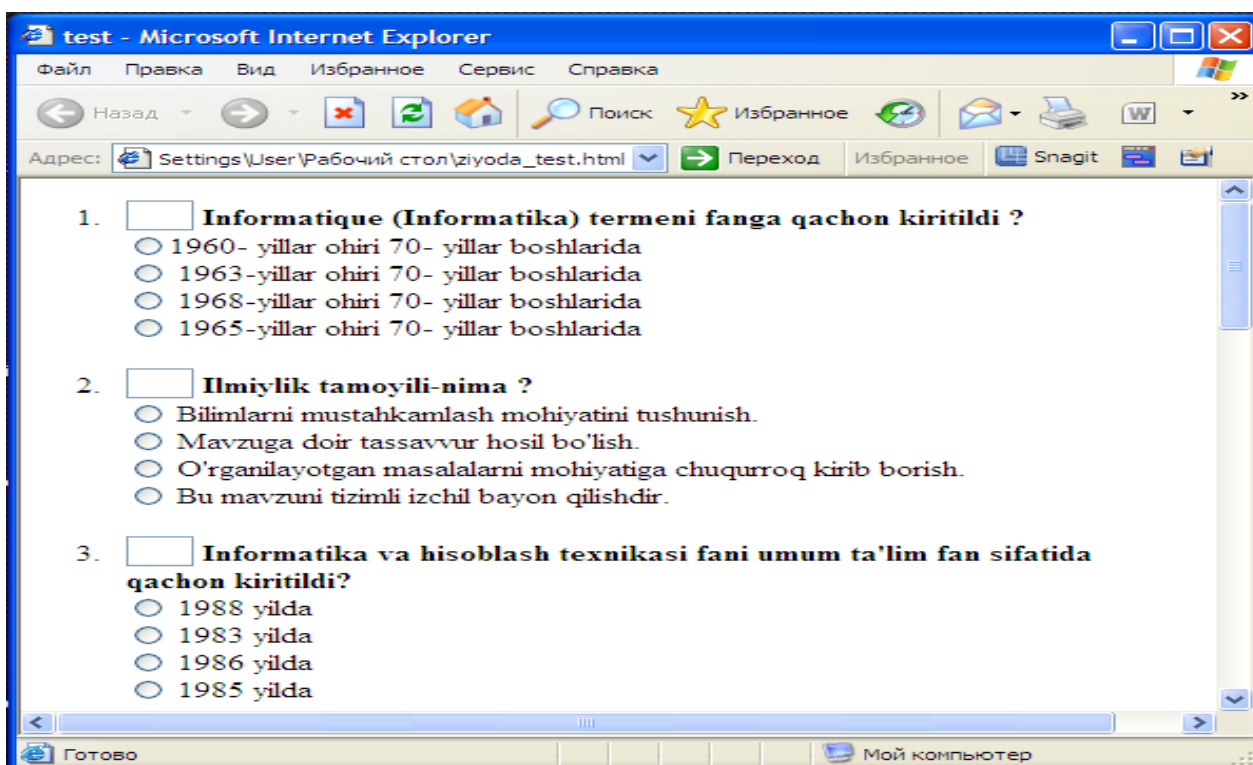 test - Microsoft Internet Explorer
Файл Правка Вид Избранное Сервис Справка
Назад Поиск Избранное W »
Адрес: Settings\User\Рабочий стол\ziyoda_test.html Переход Избранное Snagit
1. Informatique (Informatika) termeni fanga qachon kiritildi ?
1960- yillar ohiri 70- yillar boshlarida
1963-yillar ohiri 70- yillar boshlarida
1968-yillar ohiri 70- yillar boshlarida
1965-yillar ohiri 70- yillar boshlarida
2. Ilmiylik tamoyili-nima ?
Bilimlarni mustahkamlash mohiyatini tushunish.
Mavzuga doir tassavvur hosil bo'lish.
O'rganilayotgan masalalarni mohiyatiga chuqurroq kirib borish.
Bu mavzuni tizimli izchil bayon qilishdir.
3. Informatika va hisoblash texnikasi fani umum ta'lim fan sifatida
qachon kiritildi?
1988 yilda
1983 yilda
1986 yilda
1985 yilda
Готово Мой компьютер